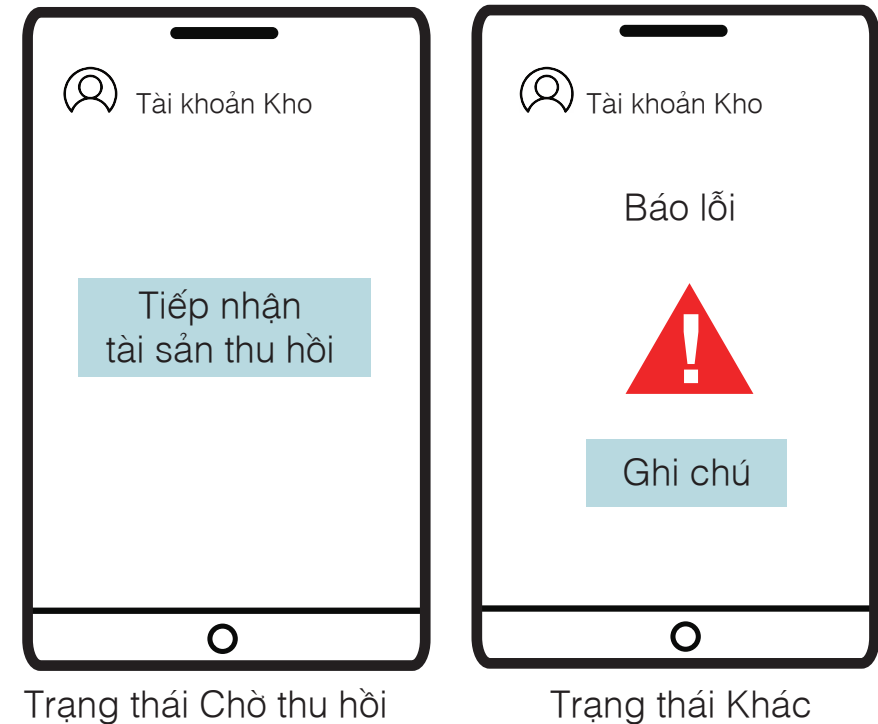 Tài khoản Kho
Tiếp nhận
tài sản thu hồi
Trạng thái Chờ thu hồi
Tài khoản Kho
Báo lỗi
!
Ghi chú
Trạng thái Khác